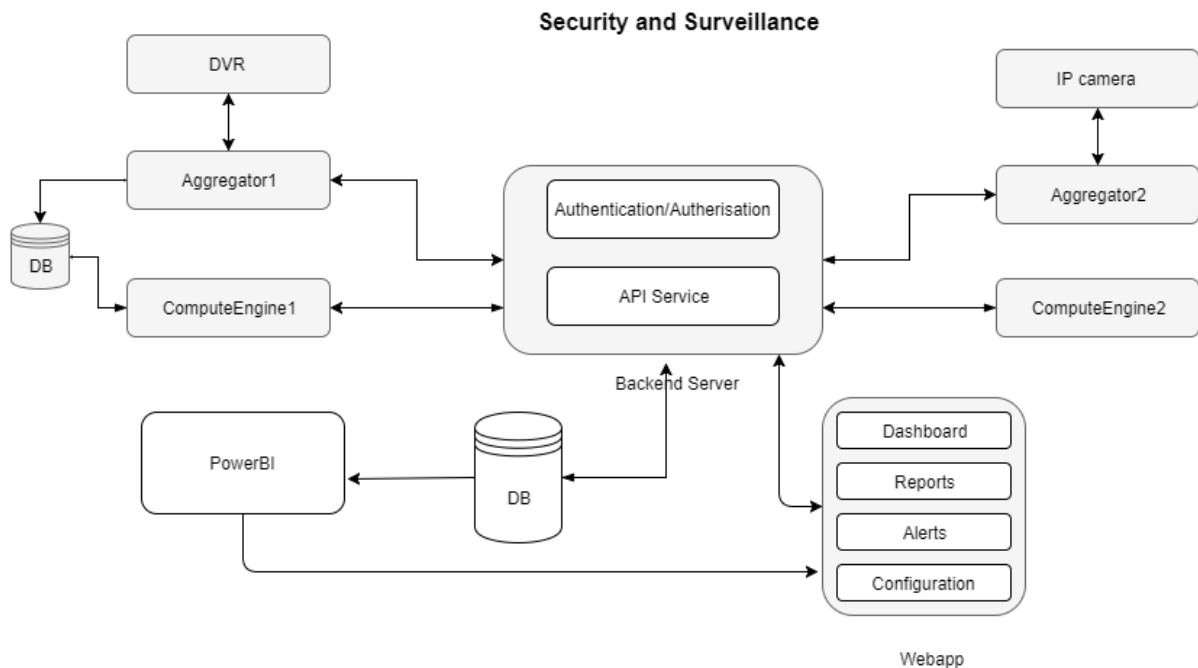 Security and Surveillance
DVR
IP camera
Aggregator1
Aggregator2
Authentication/Autherisation
DB
API Service
ComputeEngine1
ComputeEngine2
Backend Server
PowerBI
DB
Dashboard
Reports
Alerts
Configuration
Webapp